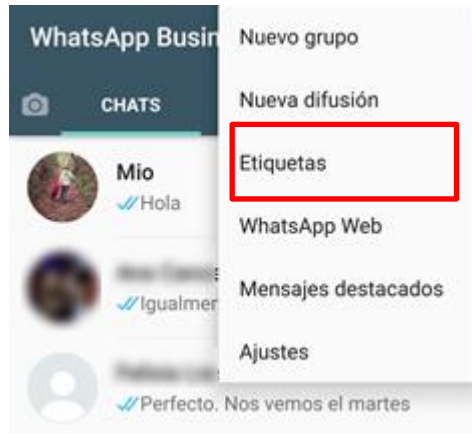 WhatsApp Busin
Nuevo grupo
Nueva difusión
CHATS
Etiquetas
Mio
Hola
WhatsApp Web
Mensajes destacados
Igualmen
Ajustes
Perfecto. Nos vemos el martes